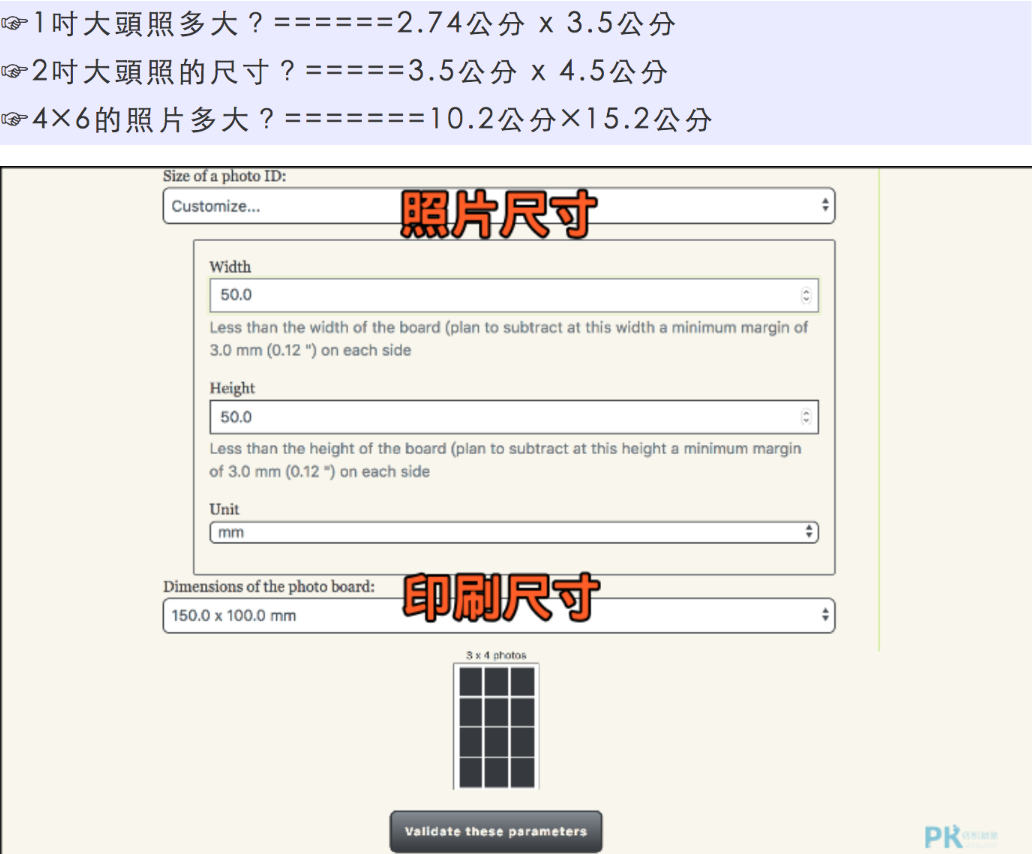 ☞1吋大頭照多大？======2.74公分 x 3.5公分
☞2吋大頭照的尺寸？=====3.5公分 x 4.5公分
☞4×6的照片多大？=======10.2公分×15.2公分
Size of a photo ID:
Customize...
照片尺寸
Width
50.0
Less than the width of the board (plan to subtract at this width a minimum margin of
3.0 mm (0.12 ") on each side
Height
50.0
Less than the height of the board (plan to subtract at this height a minimum margin
of 3.0 mm (0.12 ") on each side
Unit
mm
Dimensions of the photo board:
印刷尺寸
150.0 x 100.0 mm
3 x 4 photos
Validate these parameters
PK